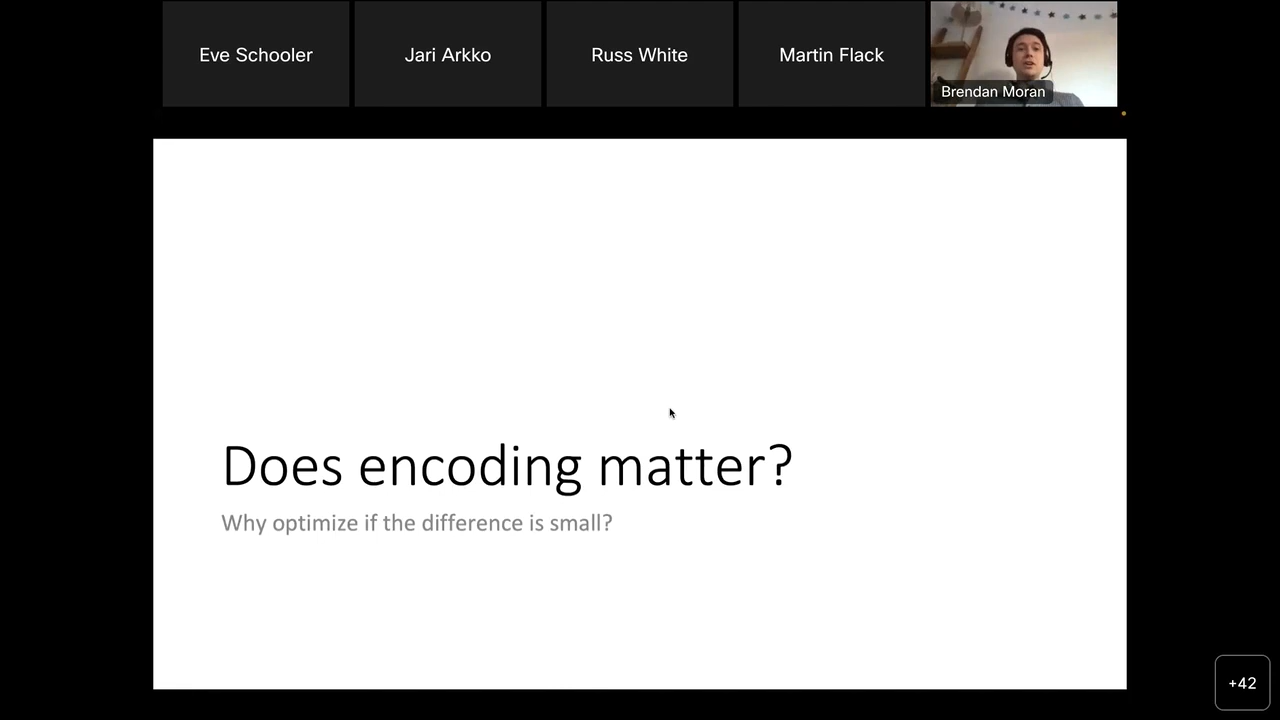 Eve Schooler
Jari Arkko
Russ White
Martin Flack
Brendan Moran
Does encoding matter?
Why optimize if the difference is small?
+42